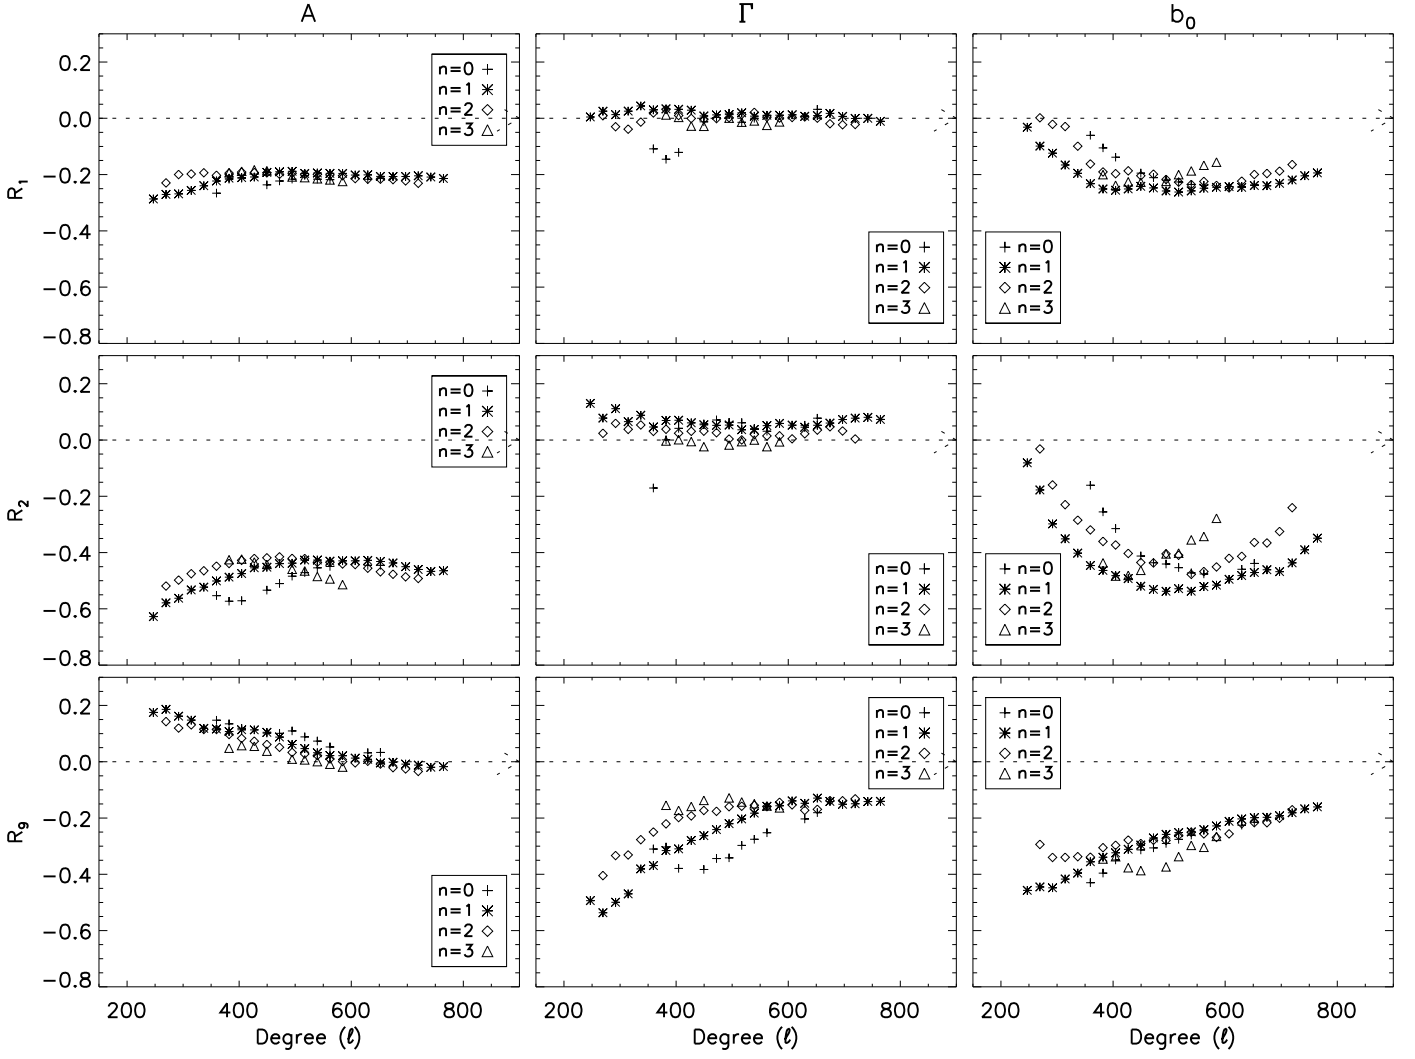 A Γ b0
0.2
0.0
−0.2
−0.4
−0.6
−0.8
R1
n=0
n=1
n=2
n=3
n=0
n=1
n=2
n=3
n=0
n=1
n=2
n=3
0.2
0.0
−0.2
−0.4
−0.6
−0.8
R2
n=0
n=1
n=2
n=3
n=0
n=1
n=2
n=3
n=0
n=1
n=2
n=3
0.2
0.0
−0.2
−0.4
−0.6
−0.8
R9
n=0
n=1
n=2
n=3
n=0
n=1
n=2
n=3
n=0
n=1
n=2
n=3
200 400 600 800 200 400 600 800 200 400 600 800
Degree (ℓ) Degree (ℓ) Degree (ℓ)